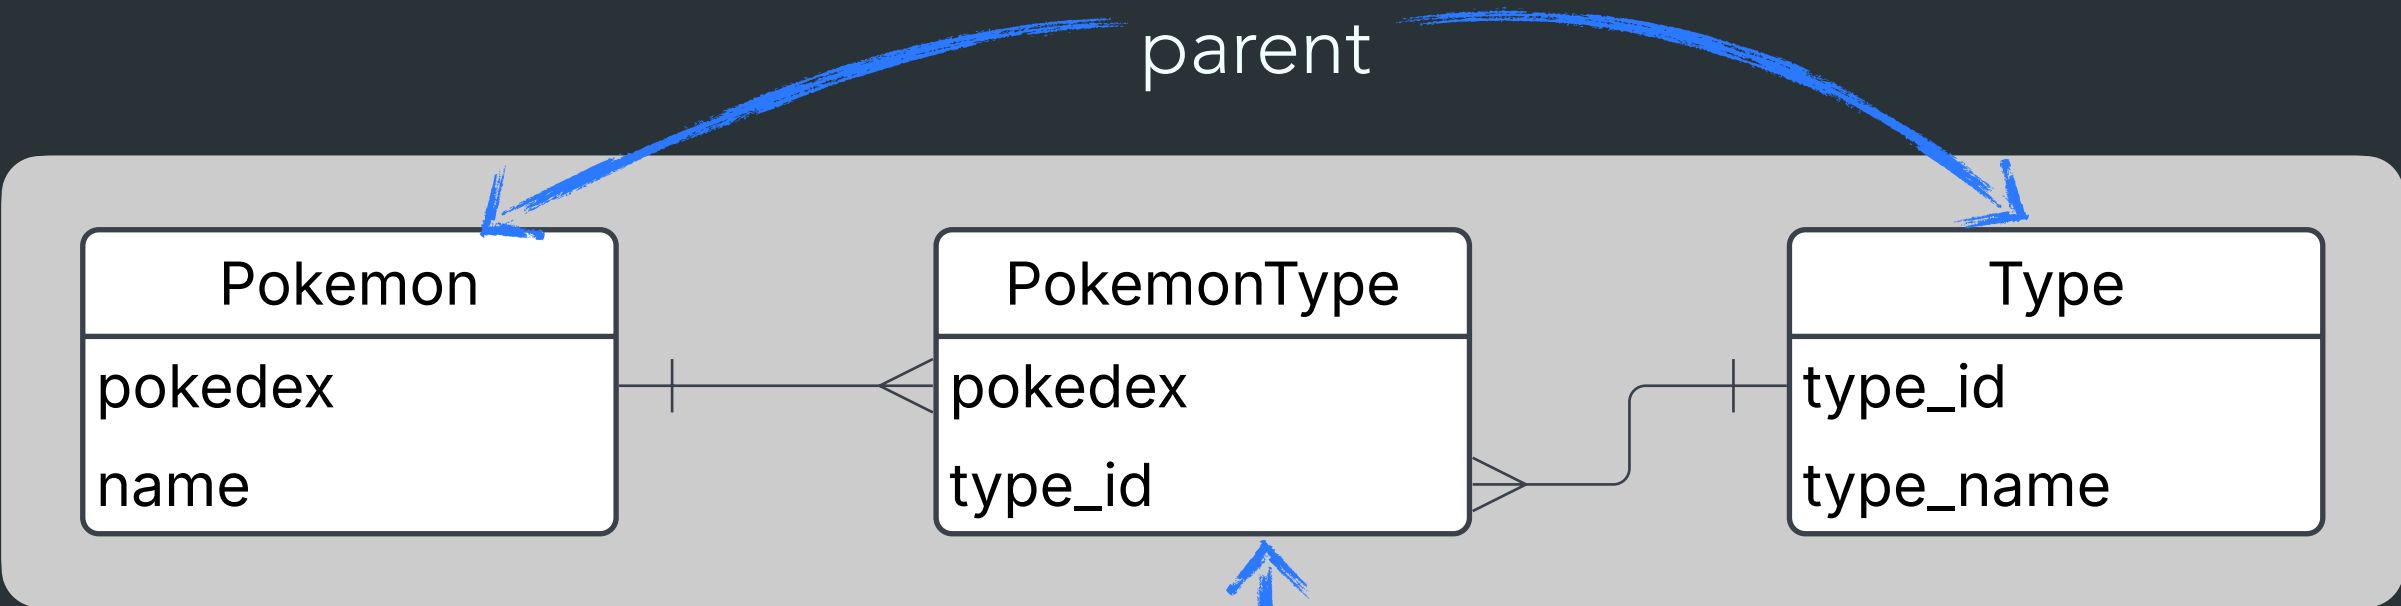 parent
Pokemon
pokedex
name
PokemonType
pokedex
type_id
Type
type_id
type_name